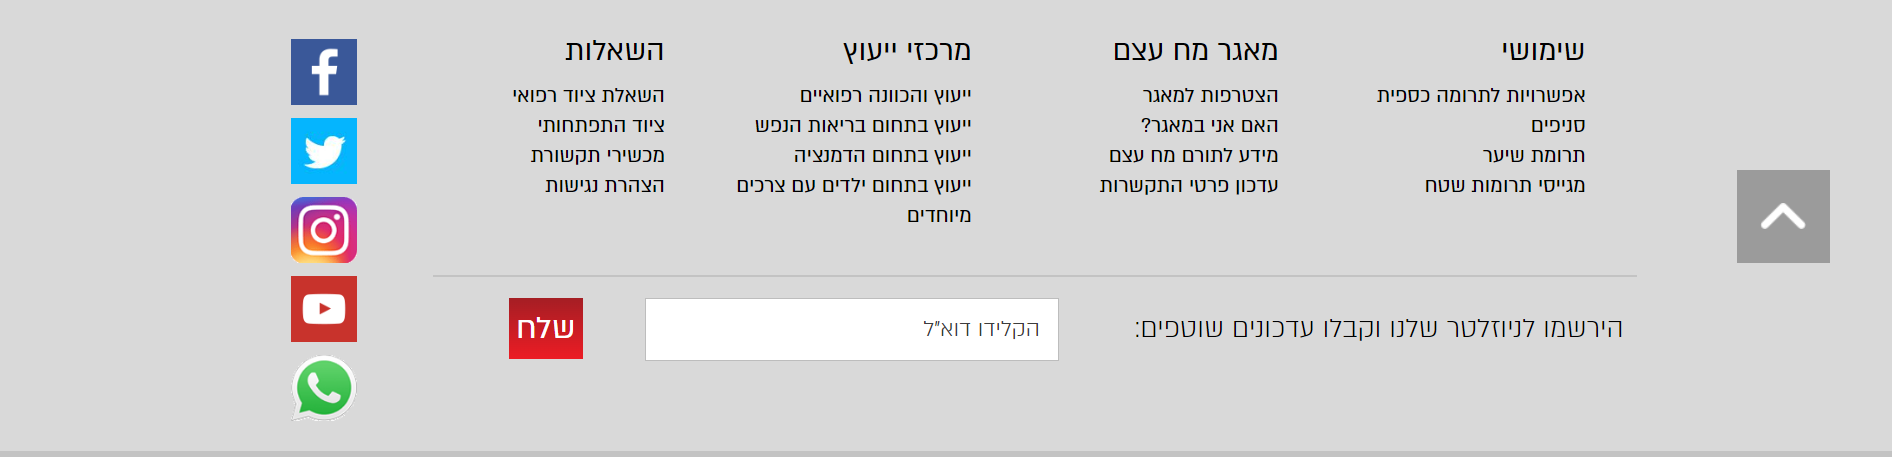 שימושי
אפשרויות לתרומה כספית
סניפים
תרומת שיער
מגייסי תרומות שטח
מאגר מח עצם
הצטרפות למאגר
האם אני במאגר?
מידע לתורם מח עצם
עדכון פרטי התקשרות
מרכזי ייעוץ
ייעוץ והכוונה רפואיים
ייעוץ בתחום בריאות הנפש
ייעוץ בתחום הדמנציה
ייעוץ בתחום ילדים עם צרכים
מיוחדים
השאלות
השאלת ציוד רפואי
ציוד התפתחותי
מכשירי תקשורת
הצהרת נגישות
הירשמו לניוזלטר שלנו וקבלו עדכונים שוטפים:
הקלידו דוא"ל
שלח